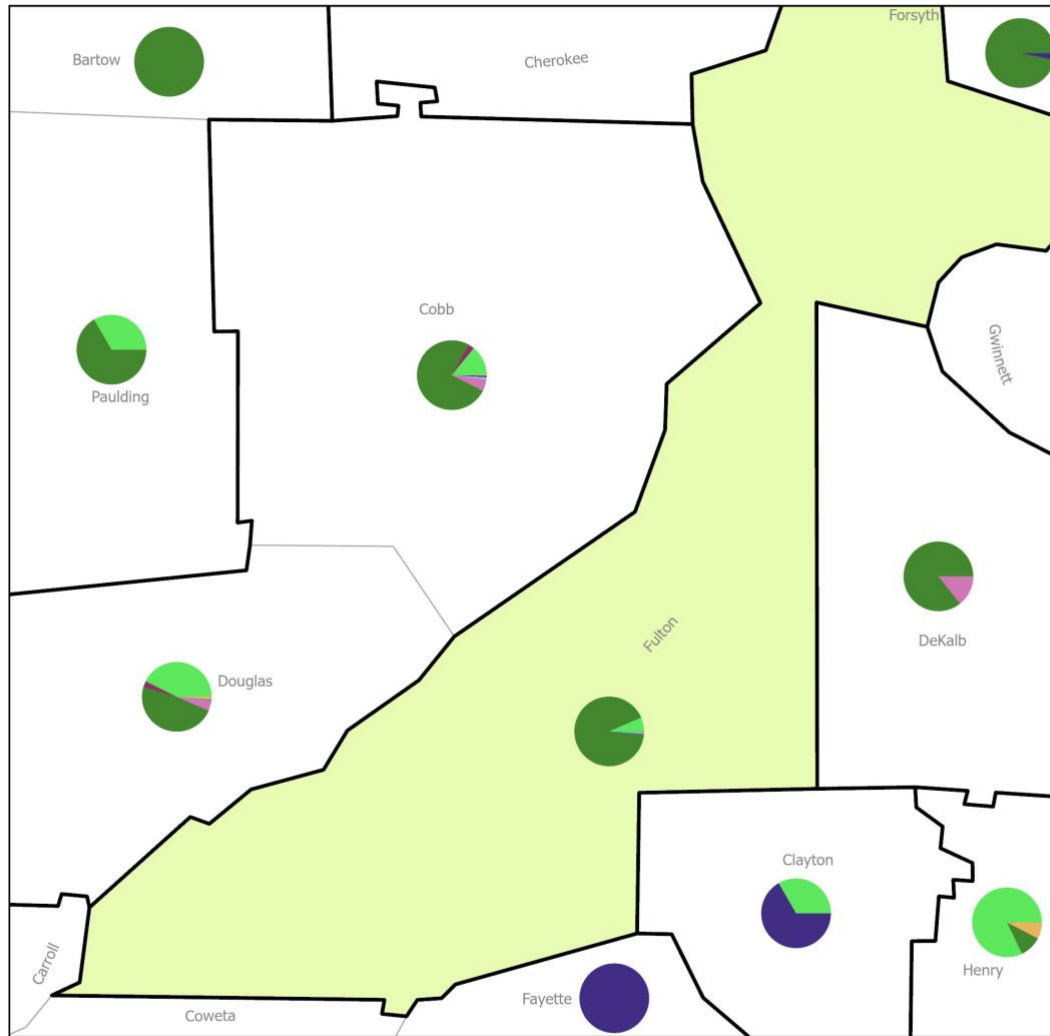 Forsyth
Bartow
Cherokee
Cobb
Gwinnett
Paulding
Fulton
DeKalb
Douglas
Clayton
Carroll
Henry
Fayette
Coweta